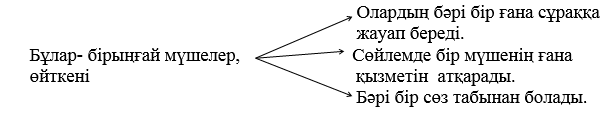 Олардың бәрі бір ғана сұраққа
жауап береді.
Бұлар- бірыңғай мүшелер,
өйткені
Сөйлемде бір мүшенің ғана
қызметін атқарады.
Бәрі бір сөз табынан болады.